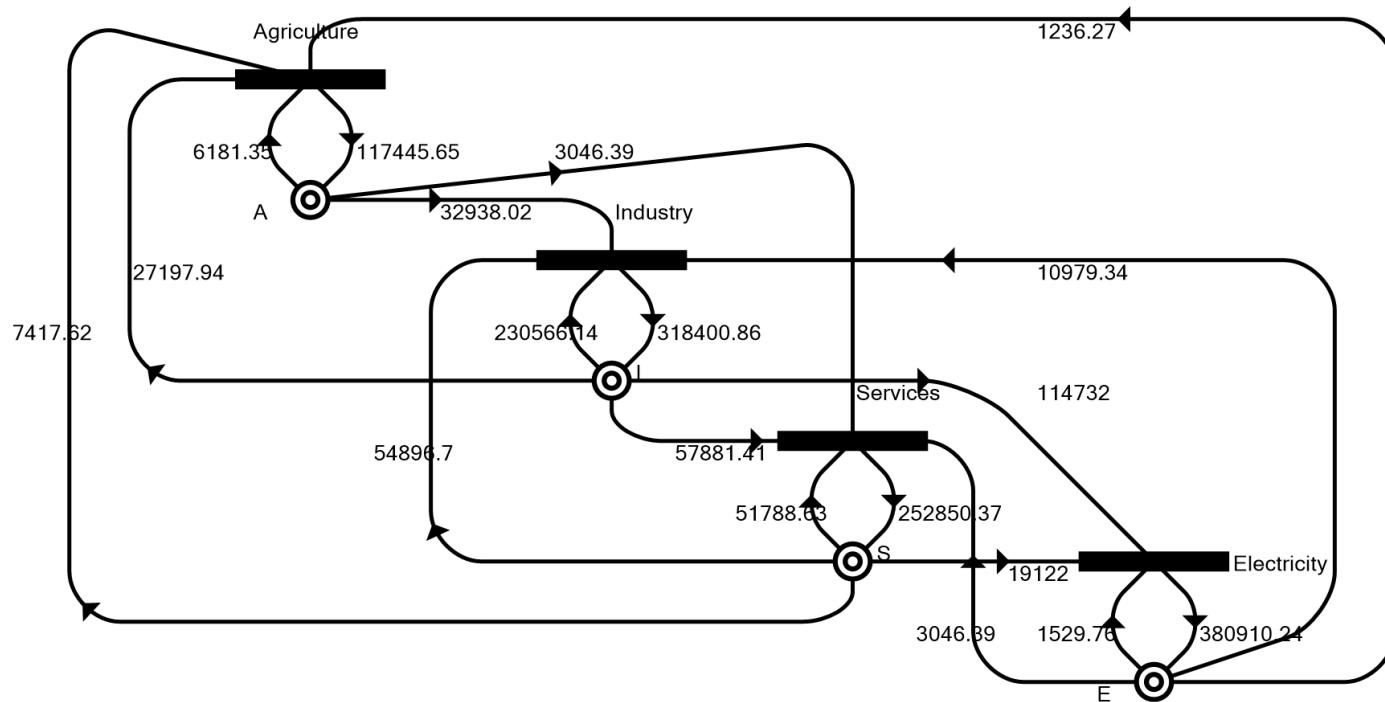 Agriculture
1236.27
6181.35
117445.65
3046.39
A
32938.02
Industry
27197.94
10979.34
7417.62
230566.14
318400.86
I
Services
114732
54896.7
57881.41
51788.63
252850.37
S
19122
Electricity
3046.39
1529.76
380910.24
E